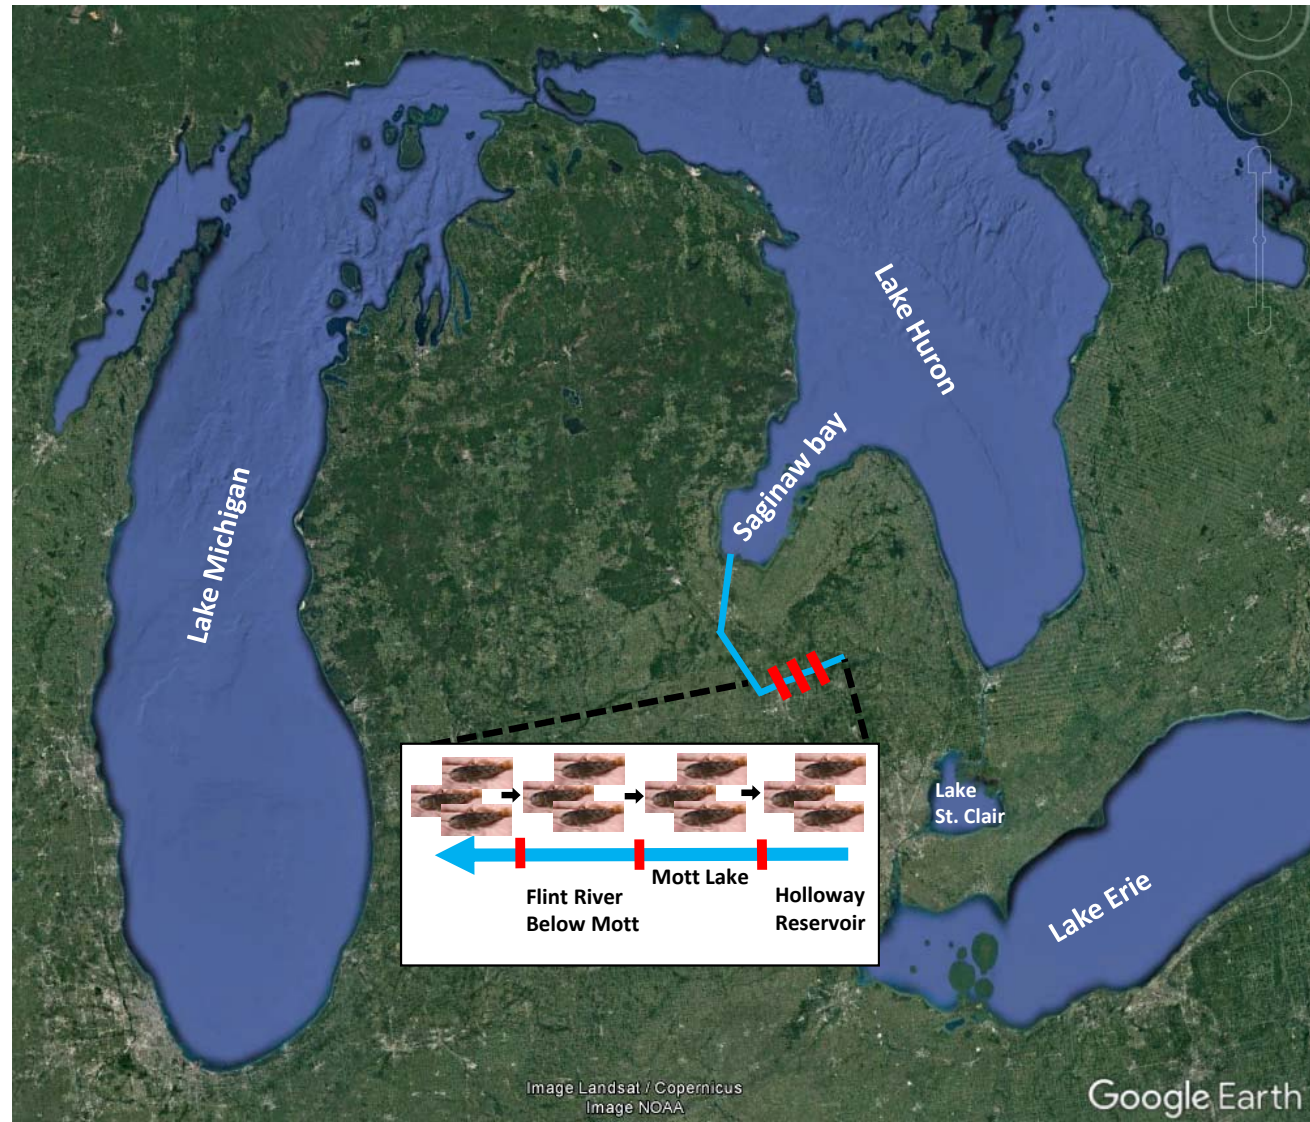 Lake Huron
Saginaw bay
Lake Michigan
Lake
St. Clair
Mott Lake
Flint River
Below Mott
Holloway
Reservoir
Lake Erie
Image Landsat / Copernicus
Image NOAA
Google Earth